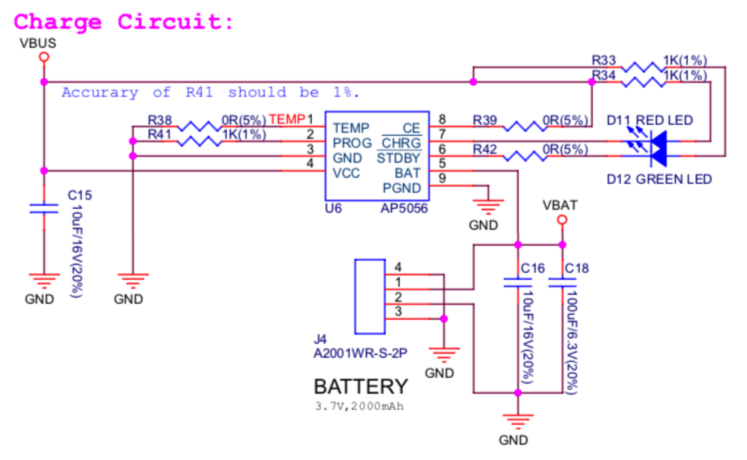 Charge Circuit:
VBUS
R33 1K(1%)
R34 1K(1%)
Accurary of R41 should be 1%.
R38 0R(5%) TEMP 1
R41 1K(1%) 2
3
4
TEMP CE
PROG CHRG
GND STDBY
VCC BAT
PGND
8 R39 0R(5%)
7
6 R42 0R(5%)
5
9
D11 RED LED
D12 GREEN LED
U6 AP5056
C15
10uF/16V(20%)
GND
GND
GND
VBAT
C16
10uF/16V(20%)
C18
100uF/6.3V(20%)
4
1
2
3
J4
A2001WR-S-2P
GND
BATTERY
3.7V,2000mAh
GND